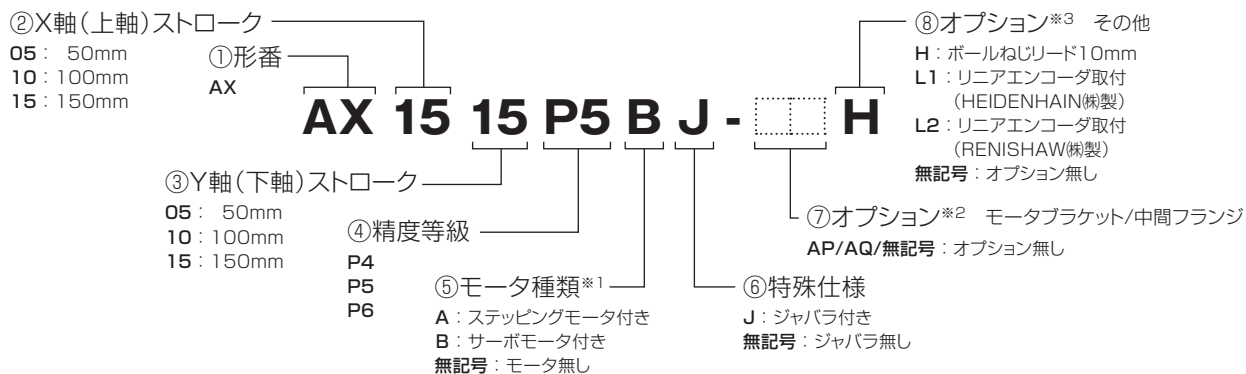 ②X軸（上軸）ストローク
05： 50mm
10：100mm
15：150mm
①形番
AX
AX 15 15 P5 B J - H
③Y軸（下軸）ストローク
05： 50mm
10：100mm
15：150mm
④精度等級
P4
P5
P6
⑤モータ種類※1
A：ステッピングモータ付き
B：サーボモータ付き
無記号：モータ無し
⑥特殊仕様
J：ジャバラ付き
無記号：ジャバラ無し
⑦オプション※2 モータブラケット/中間フランジ
AP/AQ/無記号：オプション無し
⑧オプション※3 その他
H：ボールねじリード10mm
L1：リニアエンコーダ取付
（HEIDENHAIN㈱製）
L2：リニアエンコーダ取付
（RENISHAW㈱製）
無記号：オプション無し